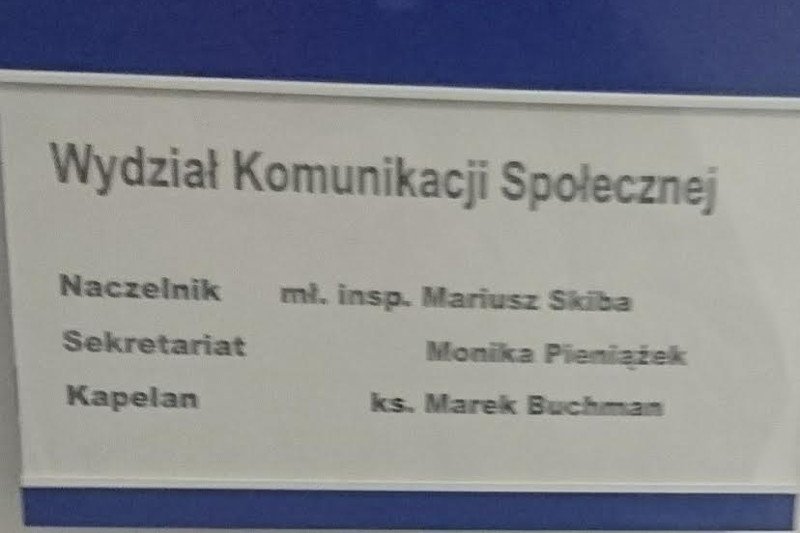 Wydział Komunikacji Społecznej
Naczelnik mł. insp. Mariusz Skiba
Sekretariat Monika Pieniążek
Kapelan ks. Marek Buchman